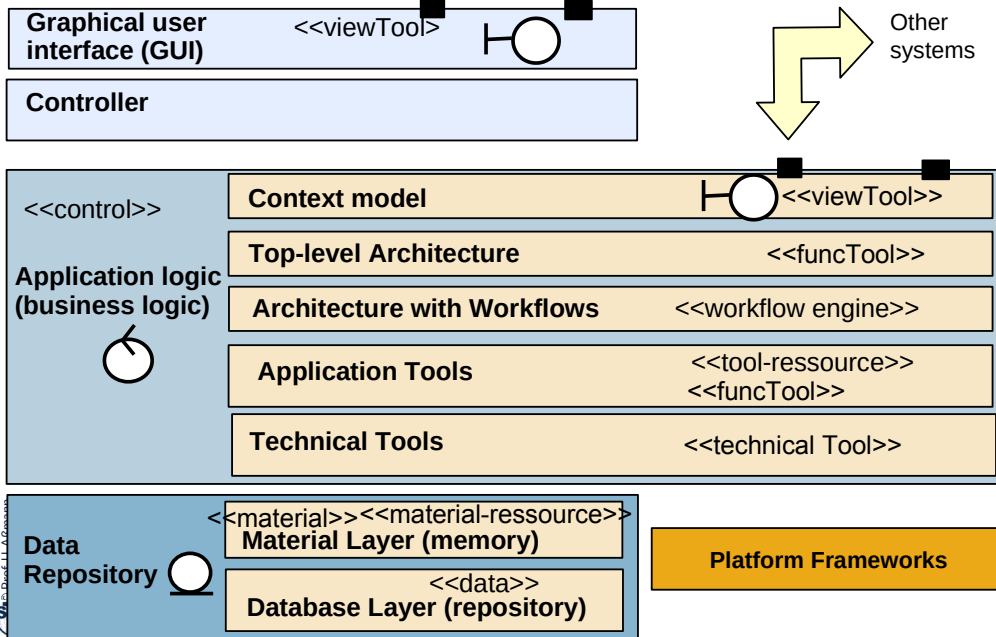 Graphical user
interface (GUI)
<<viewTool>
Other
systems
Controller
<<control>>
Application logic
(business logic)
Context model
<<viewTool>>
Top-level Architecture
<<funcTool>>
Architecture with Workflows
<<workflow engine>>
Application Tools
<<tool-ressource>>
<<funcTool>>
Technical Tools
<<technical Tool>>
Data
Repository
<<material>>
<<material-ressource>>
Material Layer (memory)
<<data>>
Database Layer (repository)
Platform Frameworks